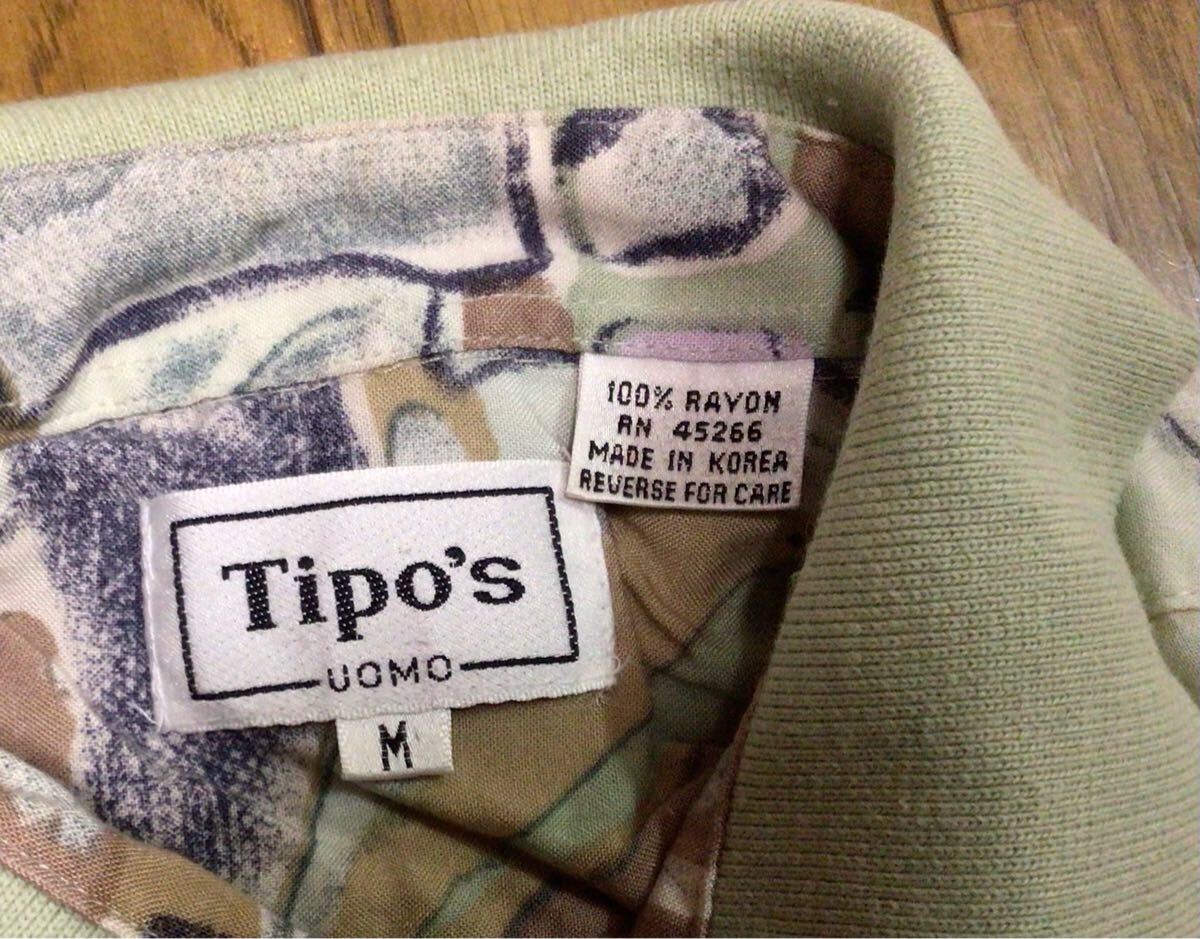 Tipo's
UOMO
M
100% RAYON
RN 45266
MADE IN KOREA
REVERSE FOR CARE